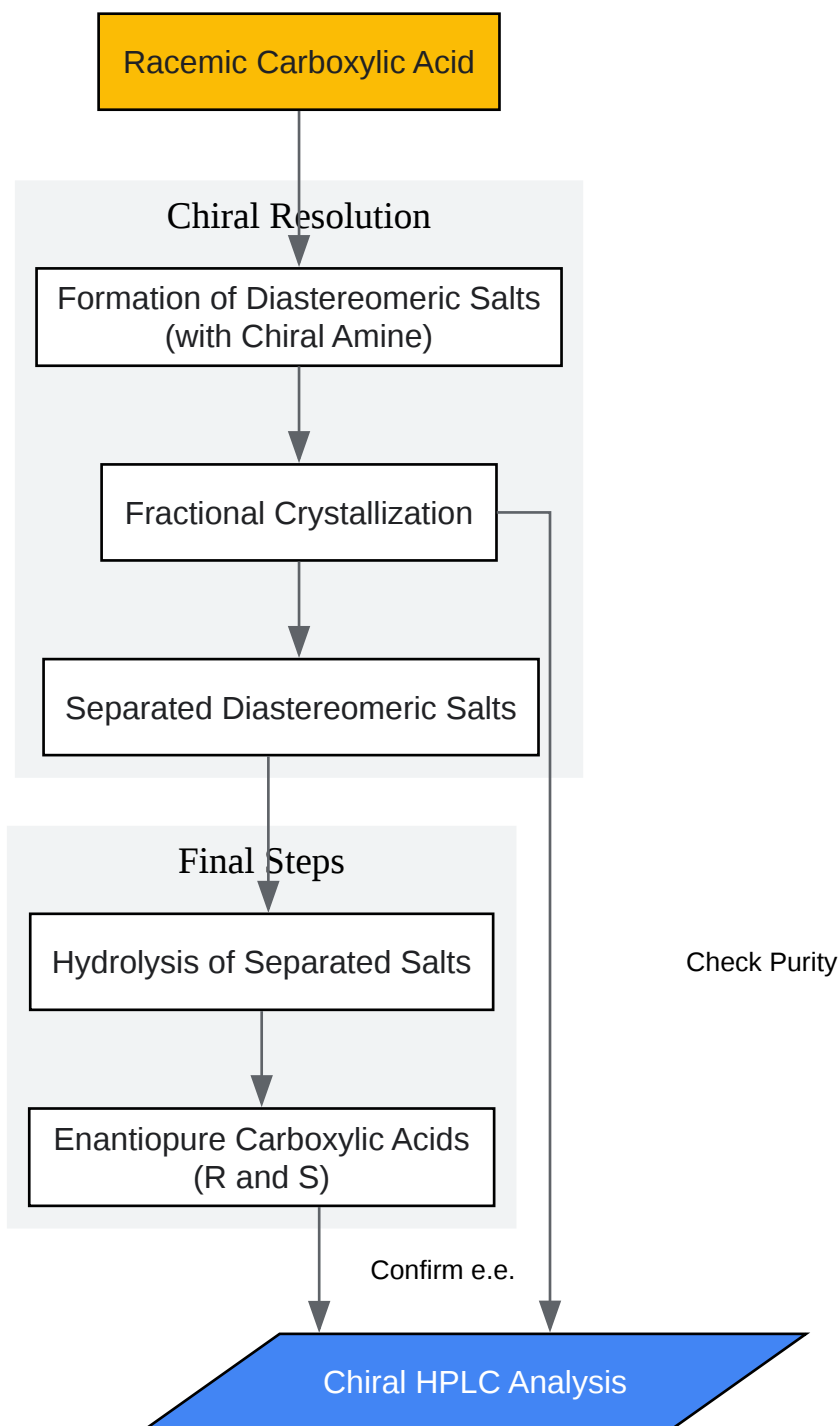 Racemic Carboxylic Acid
Chiral Resolution
Formation of Diastereomeric Salts
(with Chiral Amine)
Fractional Crystallization
Separated Diastereomeric Salts
Final Steps
Hydrolysis of Separated Salts
Check Purity
Enantiopure Carboxylic Acids
(R and S)
Confirm e.e.
Chiral HPLC Analysis